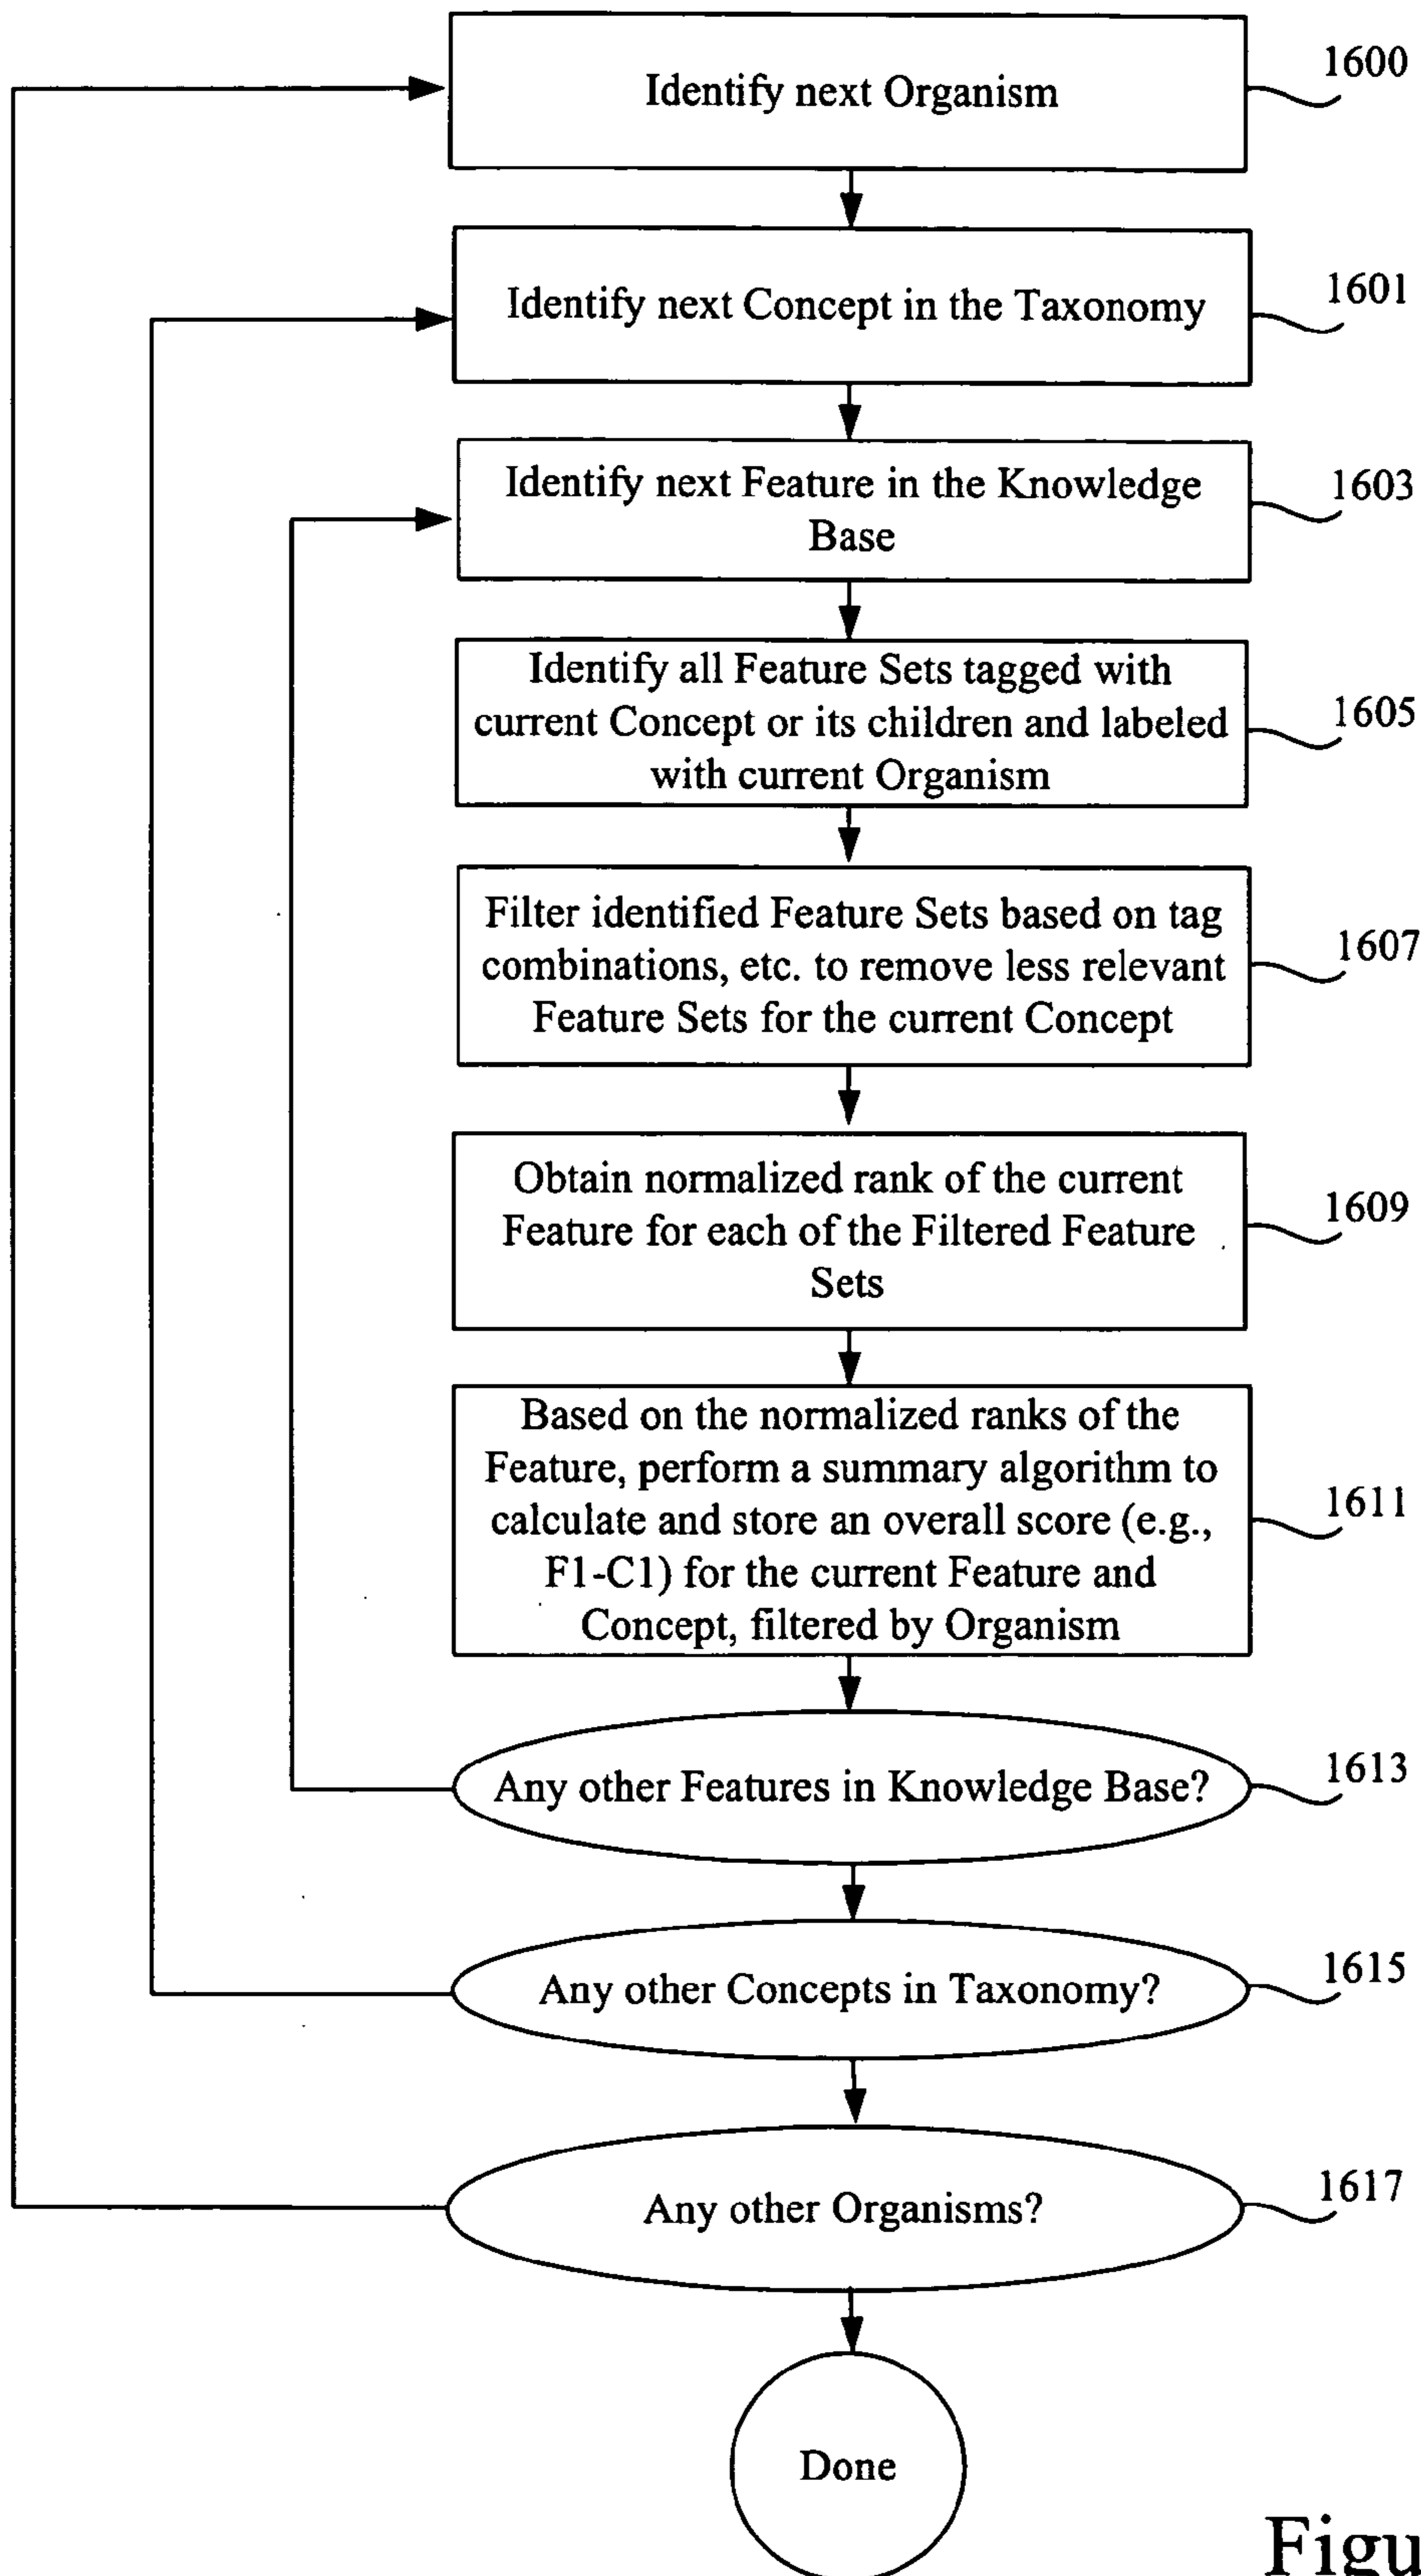 Identify next Organism
1600
Identify next Concept in the Taxonomy
1601
Identify next Feature in the Knowledge
Base
1603
Identify all Feature Sets tagged with
current Concept or its children and labeled
with current Organism
1605
Filter identified Feature Sets based on tag
combinations, etc. to remove less relevant
Feature Sets for the current Concept
1607
Obtain normalized rank of the current
Feature for each of the Filtered Feature
Sets
1609
Based on the normalized ranks of the
Feature, perform a summary algorithm to
calculate and store an overall score (e.g.,
F1-C1) for the current Feature and
Concept, filtered by Organism
1611
Any other Features in Knowledge Base?
1613
Any other Concepts in Taxonomy?
1615
Any other Organisms?
1617
Done
Figu